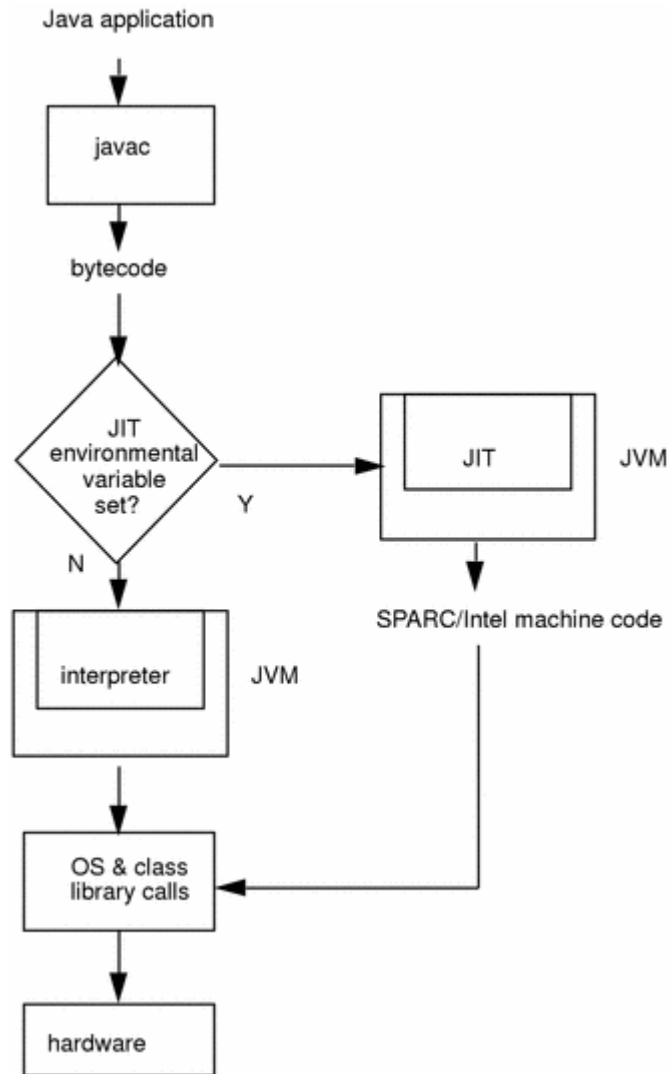 Java application
javac
bytecode
JIT
environmental
variable
set?
Y
N
JIT
JVM
SPARC/Intel machine code
interpreter
JVM
OS & class
library calls
hardware